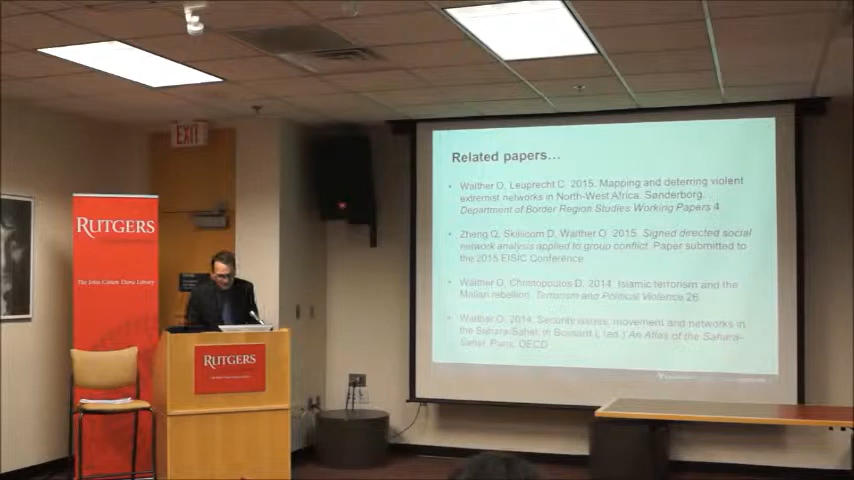 EXIT
RUTGERS
The John Cotton Dana Library
RUTGERS
Related papers…
• Walther O, Leuprecht C. 2015. Mapping and deterring violent
extremist networks in North-West Africa. Sønderborg,
Department of Border Region Studies Working Papers 4
• Zheng Q, Skillicorn D, Walther O. 2015. Signed directed social
network analysis applied to group conflict. Paper submitted to
the 2015 EISIC Conference
• Walther O, Christopoulos D. 2014. Islamic terrorism and the
Malian rebellion. Terrorism and Political Violence 26
• Walther O. 2014. Security issues, movement and networks in
the Sahara-Sahel, in Bossard L (ed.) An Atlas of the Sahara-
Sahel. Paris, OECD